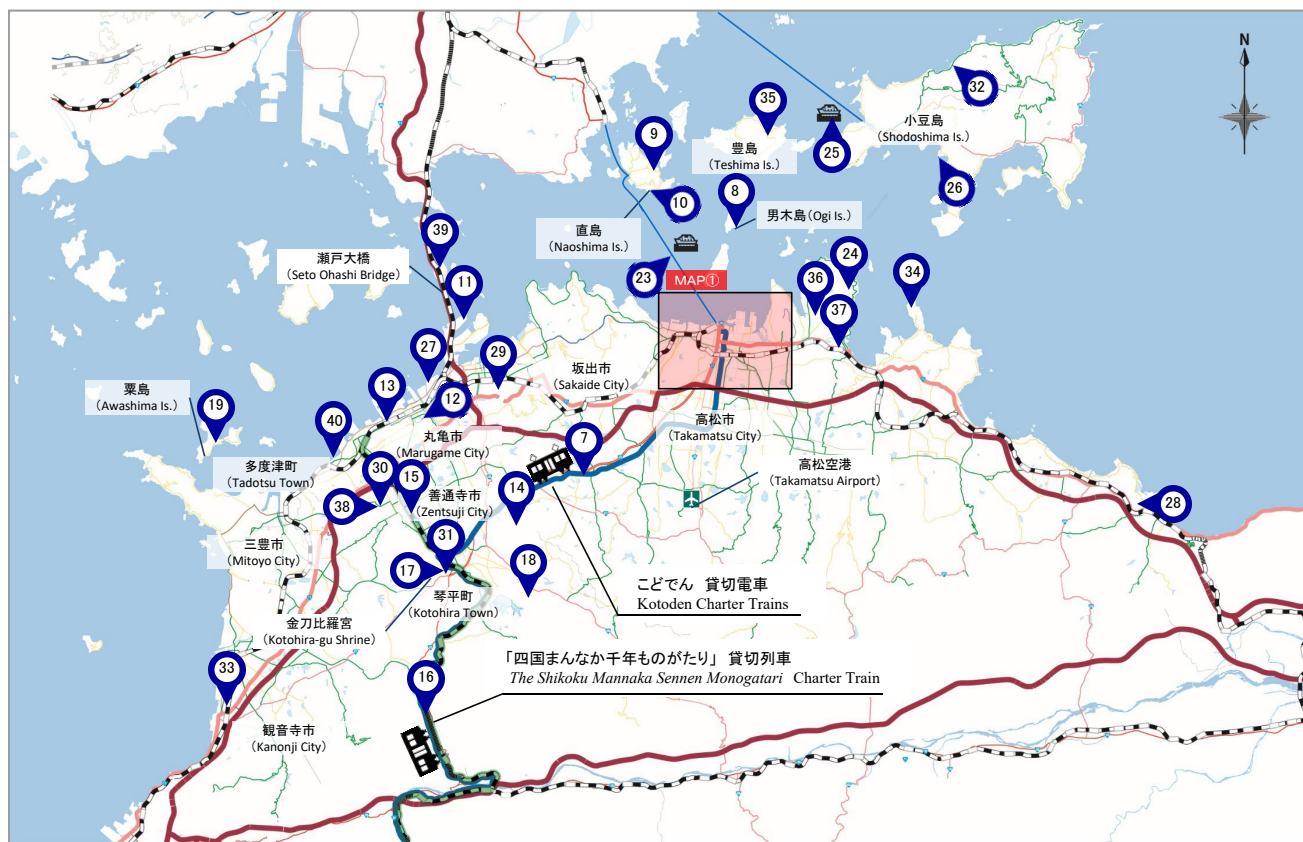 N
32
35
小豆島
(Shodoshima Is.)
9
豊島
(Teshima Is.)
25
26
10
8
男木島(Ogi Is.)
直島
(Naoshima Is.)
39
瀬戸大橋
(Seto Ohashi Bridge)
11
23
MAP①
36
24
34
37
27
29
坂出市
(Sakaide City)
粟島
(Awashima Is.)
19
13
12
40
丸亀市
(Marugame City)
7
高松市
(Takamatsu City)
多度津町
(Tadotsu Town)
30
15
善通寺市
(Zentsuji City)
高松空港
(Takamatsu Airport)
38
14
28
31
三豊市
(Mitoyo City)
17
18
琴平町
(Kotohira Town)
こどでん 貸切電車
Kotoden Charter Trains
金刀比羅宮
(Kotohira-gu Shrine)
「四国まんなか千年ものがたり」 貸切列車
The Shikoku Mannaka Sennen Monogatari Charter Train
33
16
観音寺市
(Kanonji City)